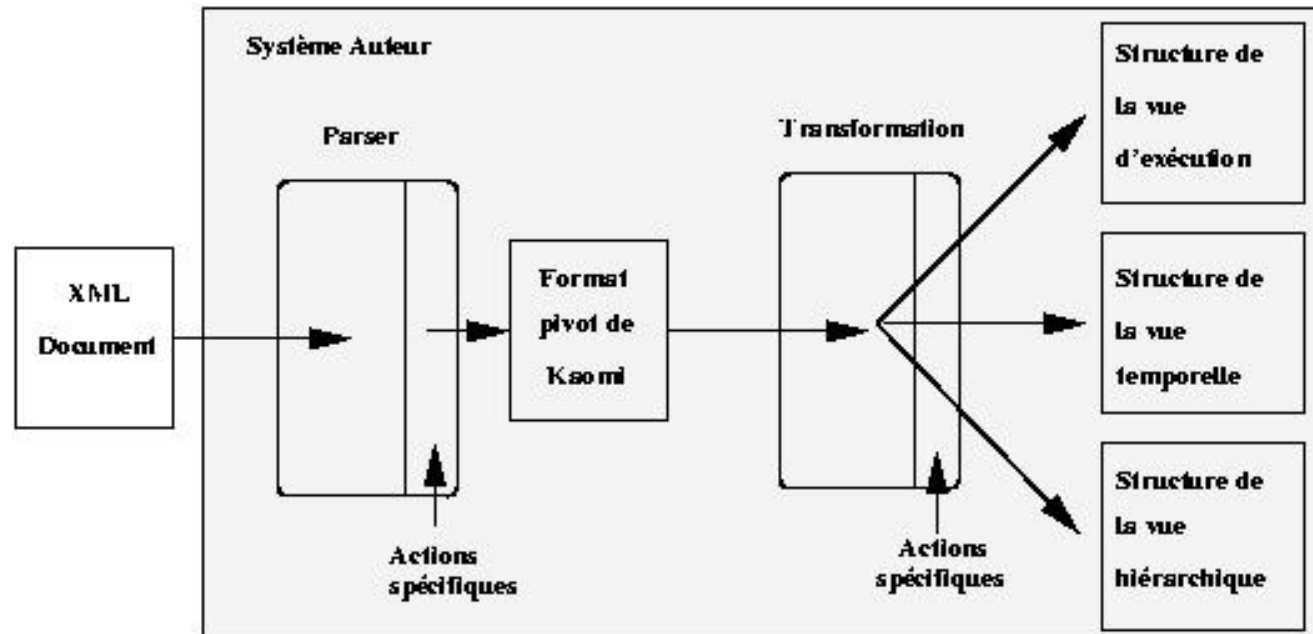 Système Auteur
Parser
Transformation
XML
Document
Format
pivot de
Kaomi
Actions
spécifiques
Actions
spécifiques
Structure de
la vue
d'exécution
Structure de
la vue
temporelle
Structure de
la vue
hiérarchique